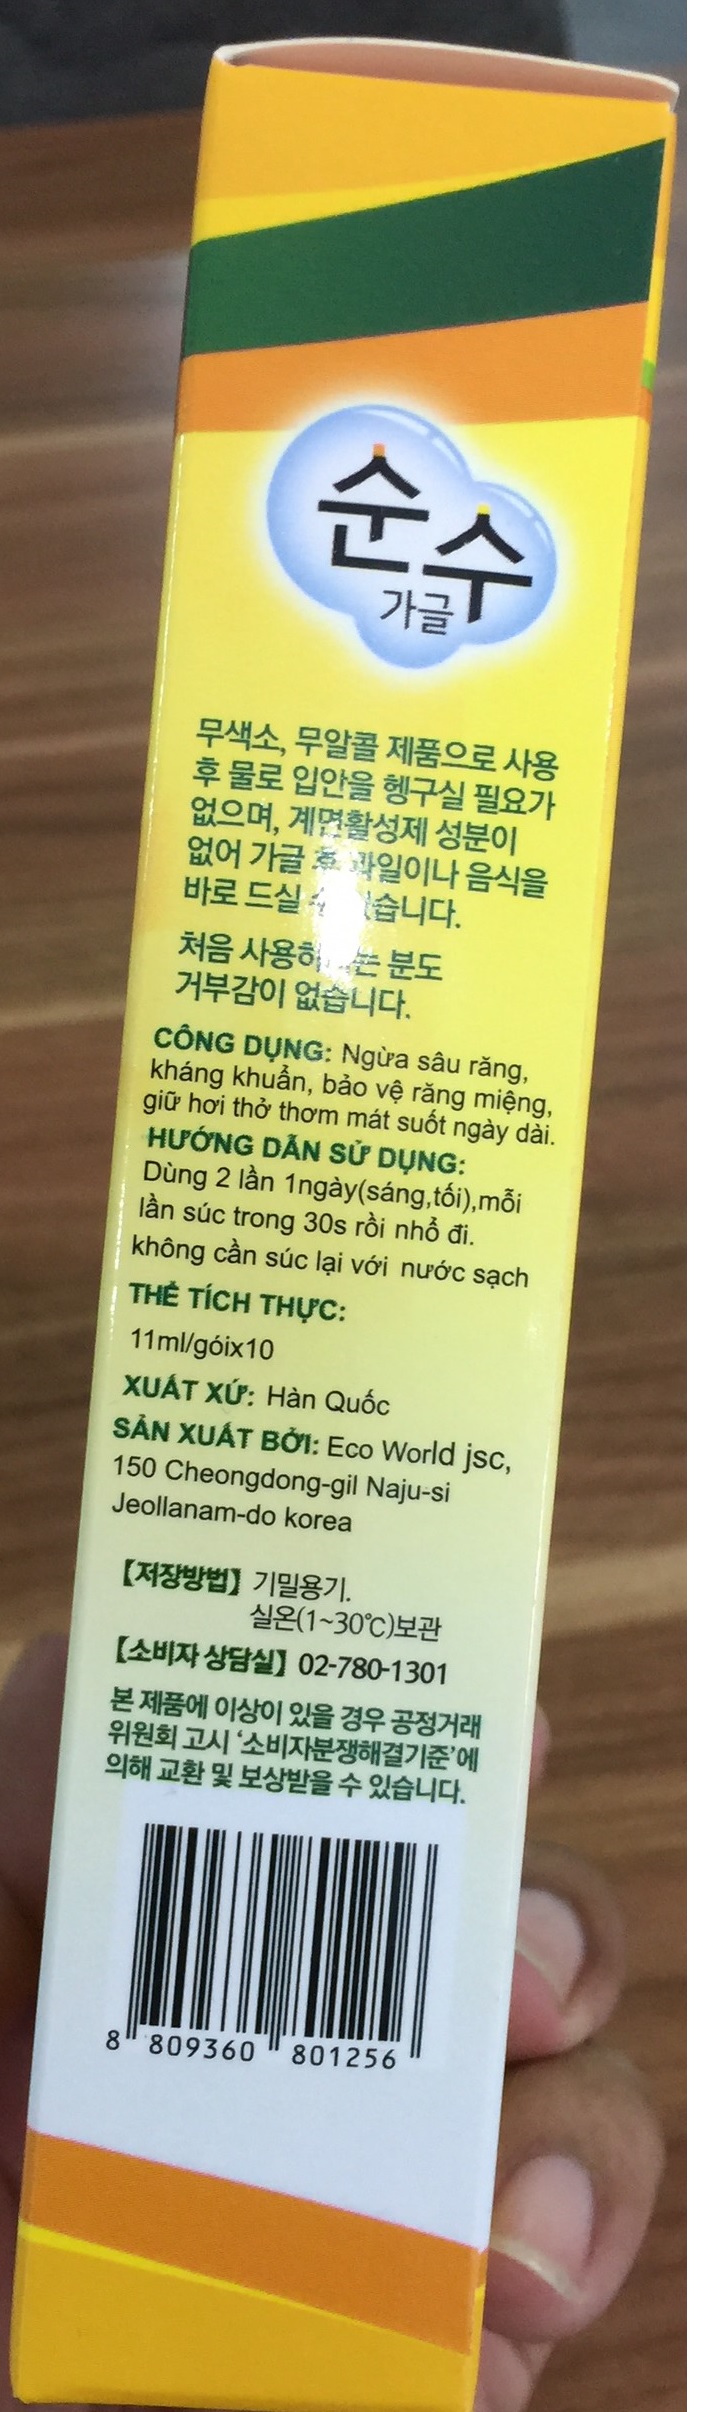 순수
가글
무색소, 무알콜 제품으로 사용
후 물로 입안을 헹구실 필요가
없으며, 계면활성제 성분이
없어 가글 후 과일이나 음식을
바로 드실 수 있습니다.
처음 사용하는 분도
거부감이 없습니다.
CÔNG DỤNG: Ngừa sâu răng,
kháng khuẩn, bảo vệ răng miệng,
giữ hơi thở thơm mát suốt ngày dài.
HƯỚNG DẪN SỬ DỤNG:
Dùng 2 lần 1ngày(sáng,tối),mỗi
lần súc trong 30s rồi nhổ đi.
không cần súc lại với nước sạch
THỂ TÍCH THỰC:
11ml/góix10
XUẤT XỨ: Hàn Quốc
SẢN XUẤT BỞI: Eco World jsc,
150 Cheongdong-gil Naju-si
Jeollanam-do korea
【저장방법】 기밀용기.
실온(1~30℃)보관
【소비자 상담실】 02-780-1301
본 제품에 이상이 있을 경우 공정거래
위원회 고시 '소비자분쟁해결기준'에
의해 교환 및 보상받을 수 있습니다.
8 809360 801256